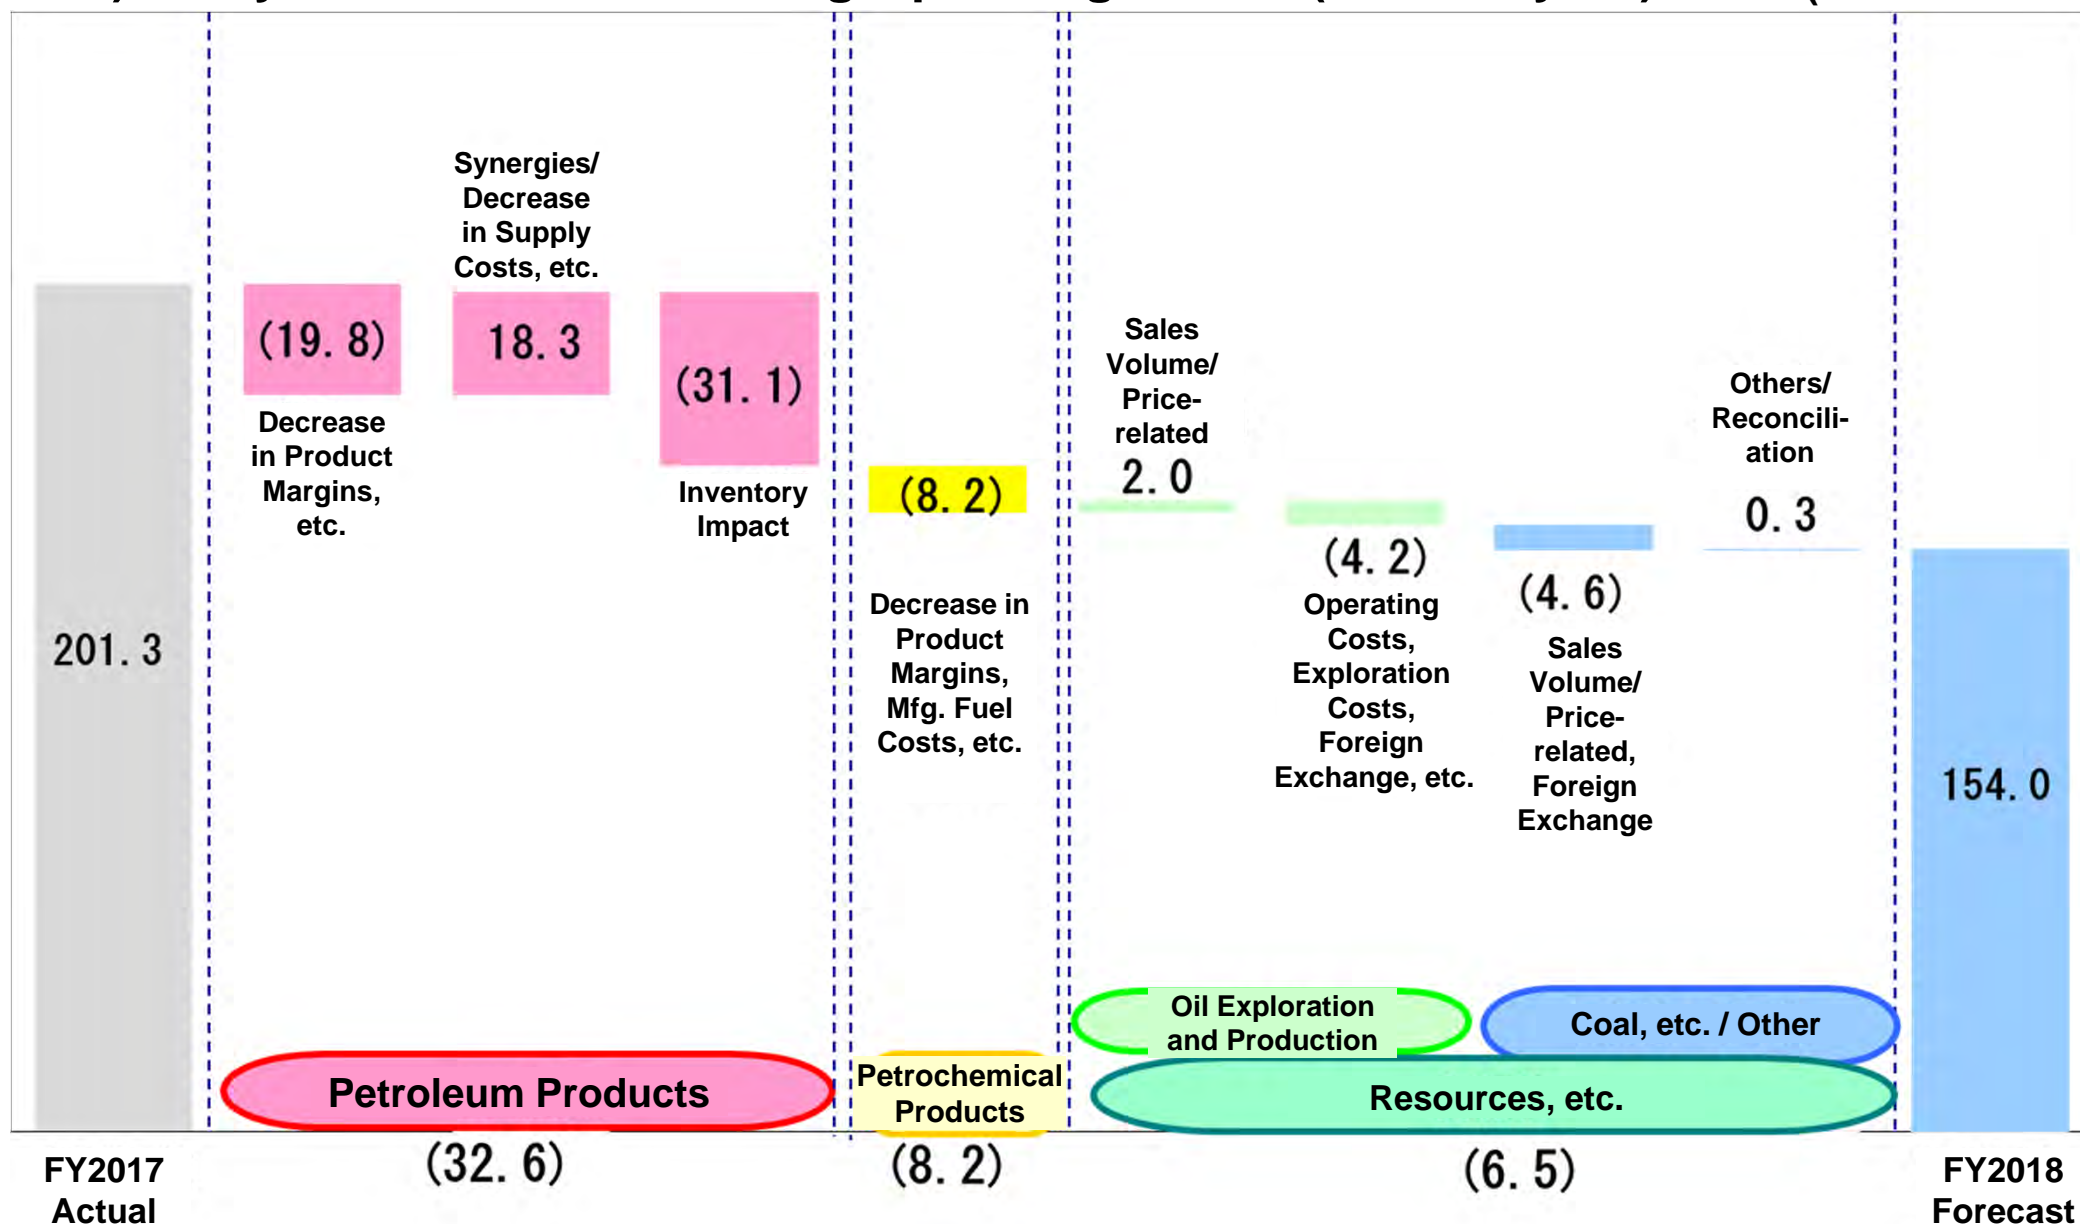 Synergies/
Decrease
in Supply
Costs, etc.
(19. 8)
18. 3
(31. 1)
Decrease
in Product
Margins,
etc.
Inventory
Impact
(8. 2)
Decrease in
Product
Margins,
Mfg. Fuel
Costs, etc.
Sales
Volume/
Price-
related
2. 0
(4. 2)
Operating
Costs,
Exploration
Costs,
Foreign
Exchange, etc.
(4. 6)
Sales
Volume/
Price-
related,
Foreign
Exchange
Others/
Reconcili-
ation
0. 3
201. 3
154. 0
Oil Exploration
and Production
Coal, etc. / Other
Petroleum Products
Petrochemical
Products
Resources, etc.
(32. 6)
(8. 2)
(6. 5)
FY2017
Actual
FY2018
Forecast